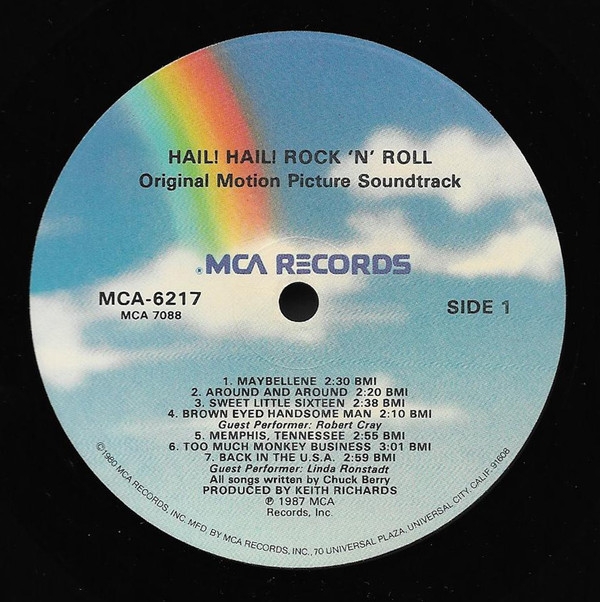 HAIL! HAIL! ROCK 'N' ROLL
Original Motion Picture Soundtrack
MCA RECORDS
MCA-6217
MCA 7088
SIDE 1
1. MAYBELLENE 2:30 BMI
2. AROUND AND AROUND 2:20 BMI
3. SWEET LITTLE SIXTEEN 2:38 BMI
4. BROWN EYED HANDSOME MAN 2:10 BMI
Guest Performer: Robert Cray
5. MEMPHIS, TENNESSEE 2:55 BMI
6. TOO MUCH MONKEY BUSINESS 3:01 BMI
7. BACK IN THE U.S.A. 2:59 BMI
Guest Performer: Linda Ronstadt
All songs written by Chuck Berry
PRODUCED BY KEITH RICHARDS
℗ 1987 MCA
Records, Inc.
©1980 MCA RECORDS, INC. MFD. BY MCA RECORDS, INC., 70 UNIVERSAL PLAZA, UNIVERSAL CITY, CALIF. 91608